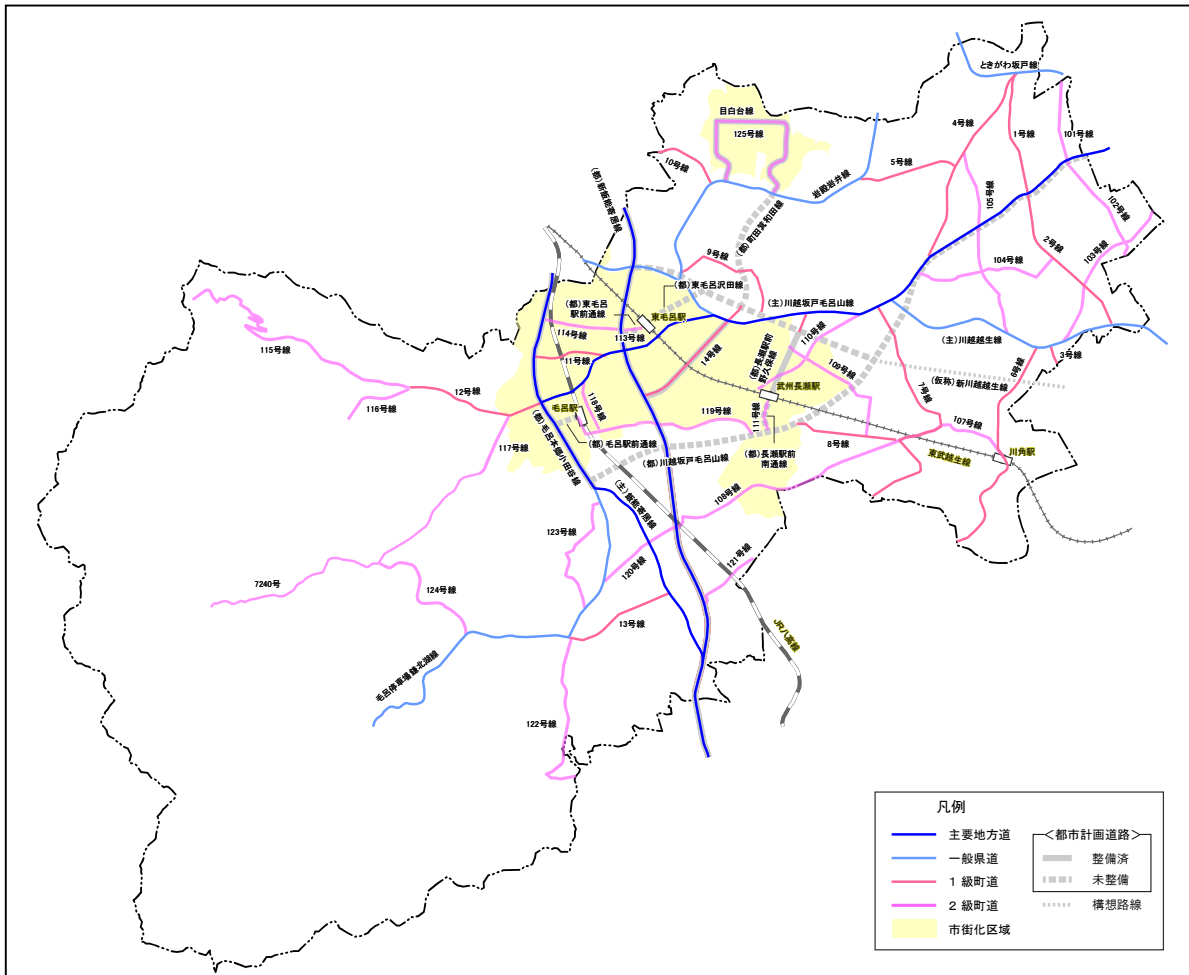 ときがわ坂戸線
目白台線
125号線
4号線
1号線
101号線
10号線
5号線
岩殿岩井線
(都)新飯能寄居線
(都)町田箕和田線
105号線
102号線
103号線
2号線
104号線
9号線
(都)東毛呂沢田線
(都)東毛呂
駅前通線
東毛呂駅
(主)川越坂戸毛呂山線
114号線
113号線
110号線
(主)川越越生線
3号線
115号線
11号線
14号線
(都)長瀬駅前
野久保線
109号線
6号線
(仮称)新川越越生線
116号線
12号線
毛呂駅
118号線
武州長瀬駅
7号線
119号線
111号線
107号線
117号線
(都)毛呂本郷小田谷線
(都)毛呂駅前通線
8号線
(都)川越坂戸毛呂山線
(都)長瀬駅前
南通線
東武越生線
川角駅
(主)飯能寄居線
108号線
123号線
120号線
121号線
7240号
124号線
13号線
JR八高線
毛呂停車場鎌北湖線
122号線
凡例
主要地方道
一般県道
1級町道
2級町道
市街化区域
<都市計画道路>
整備済
未整備
構想路線